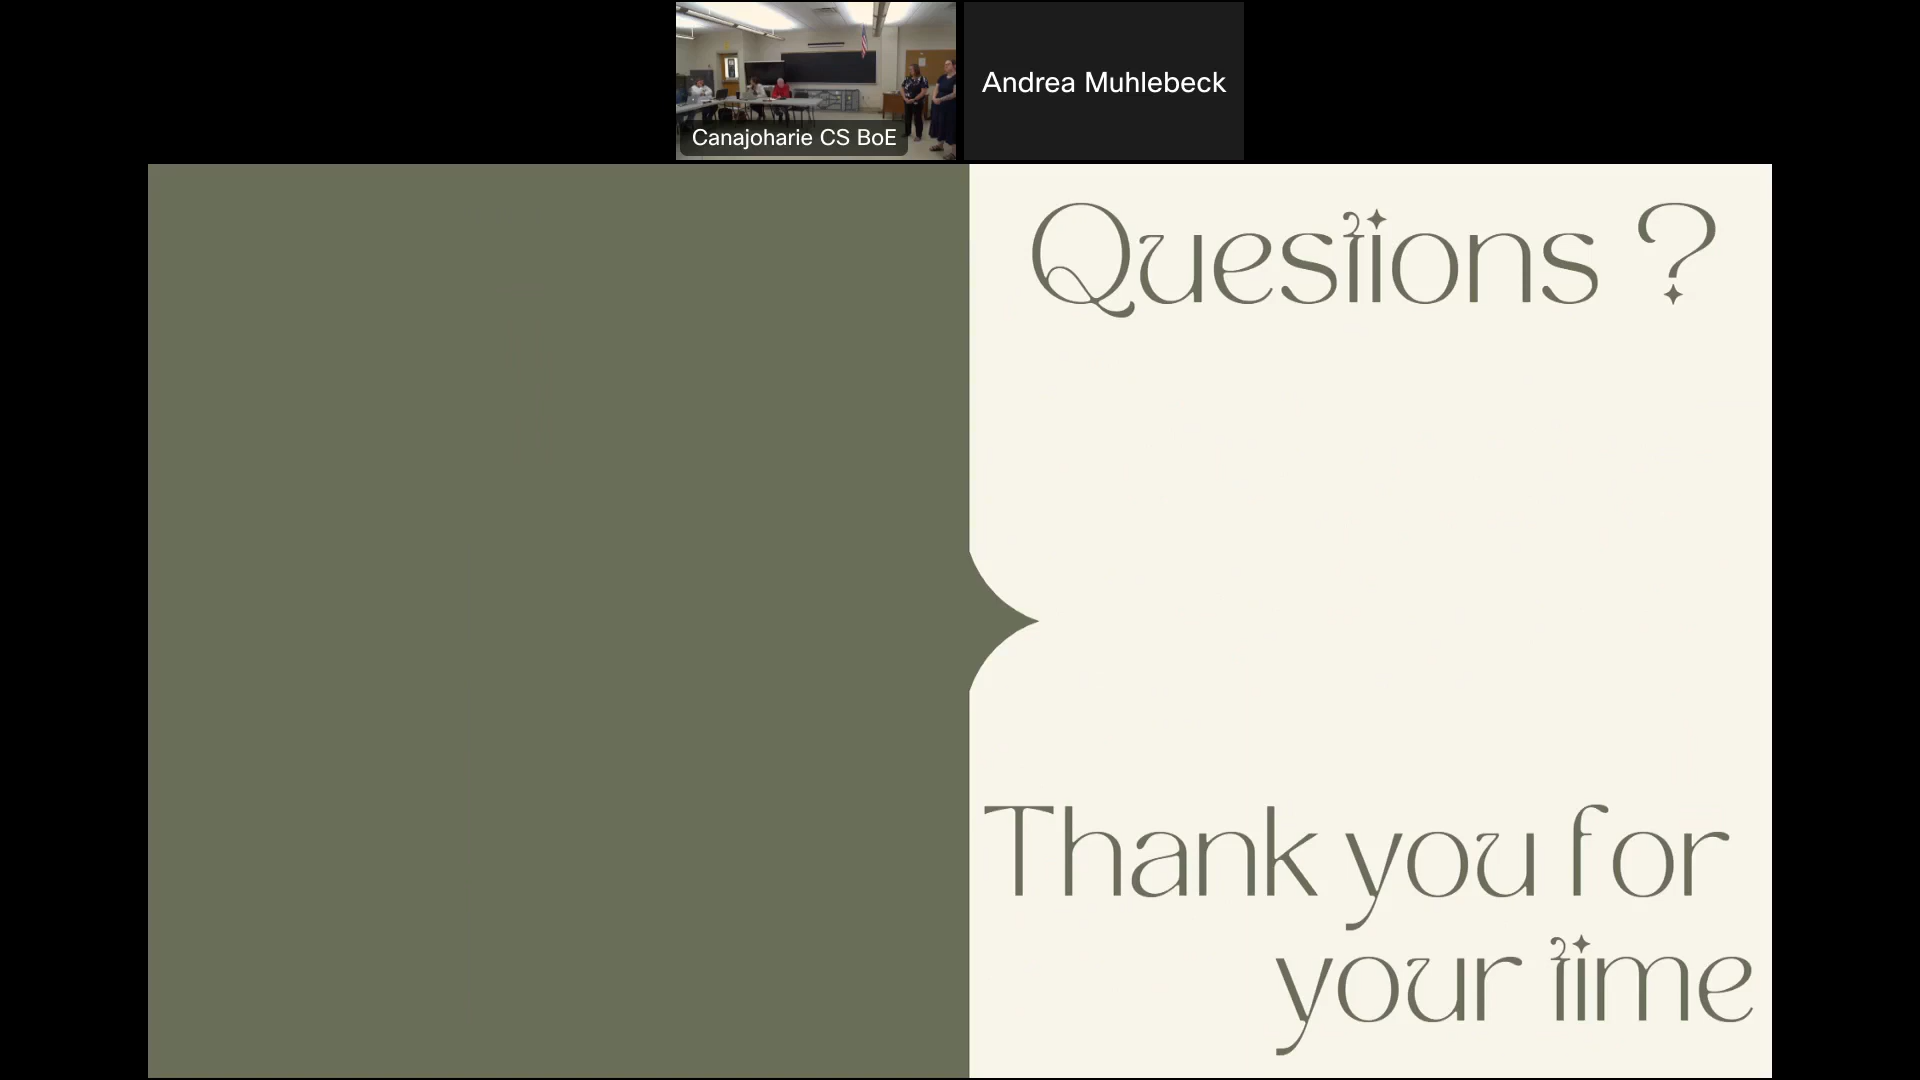 Canajoharie CS BoE
Andrea Muhlebeck
Questions ?
Thank you for
your time